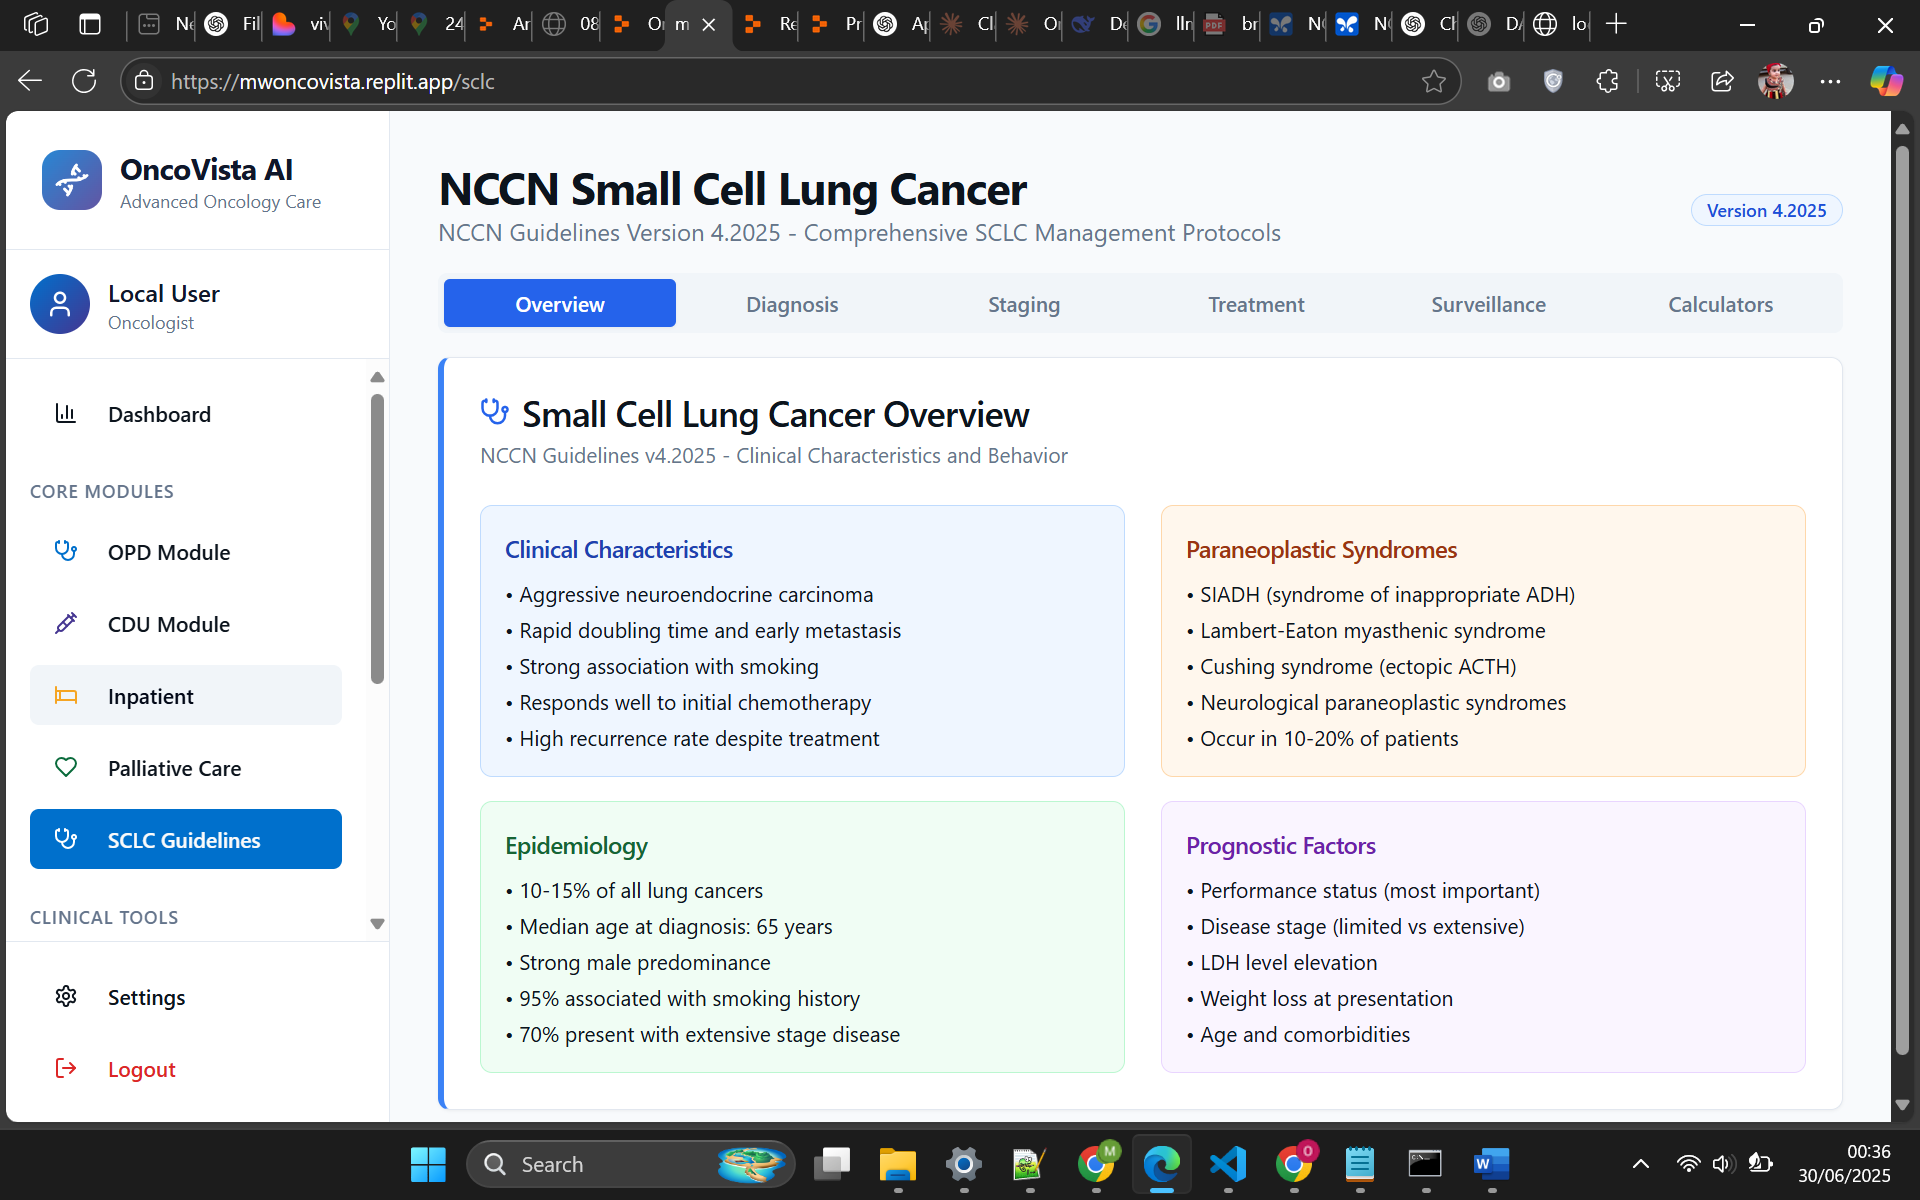 Ne
Fil
viv
Yo
24
Ar
08
Or
m
Re
Pr
Ap
Cl
Or
De
lln
br
N
N
Ch
D
lo
https://mwoncovista.replit.app/sclc
OncoVista AI
Advanced Oncology Care
Local User
Oncologist
Dashboard
CORE MODULES
OPD Module
CDU Module
Inpatient
Palliative Care
SCLC Guidelines
CLINICAL TOOLS
Settings
Logout
NCCN Small Cell Lung Cancer
NCCN Guidelines Version 4.2025 - Comprehensive SCLC Management Protocols
Version 4.2025
Overview Diagnosis Staging Treatment Surveillance Calculators
Small Cell Lung Cancer Overview
NCCN Guidelines v4.2025 - Clinical Characteristics and Behavior
Clinical Characteristics
• Aggressive neuroendocrine carcinoma
• Rapid doubling time and early metastasis
• Strong association with smoking
• Responds well to initial chemotherapy
• High recurrence rate despite treatment
Paraneoplastic Syndromes
• SIADH (syndrome of inappropriate ADH)
• Lambert-Eaton myasthenic syndrome
• Cushing syndrome (ectopic ACTH)
• Neurological paraneoplastic syndromes
• Occur in 10-20% of patients
Epidemiology
• 10-15% of all lung cancers
• Median age at diagnosis: 65 years
• Strong male predominance
• 95% associated with smoking history
• 70% present with extensive stage disease
Prognostic Factors
• Performance status (most important)
• Disease stage (limited vs extensive)
• LDH level elevation
• Weight loss at presentation
• Age and comorbidities
Search
00:36
30/06/2025